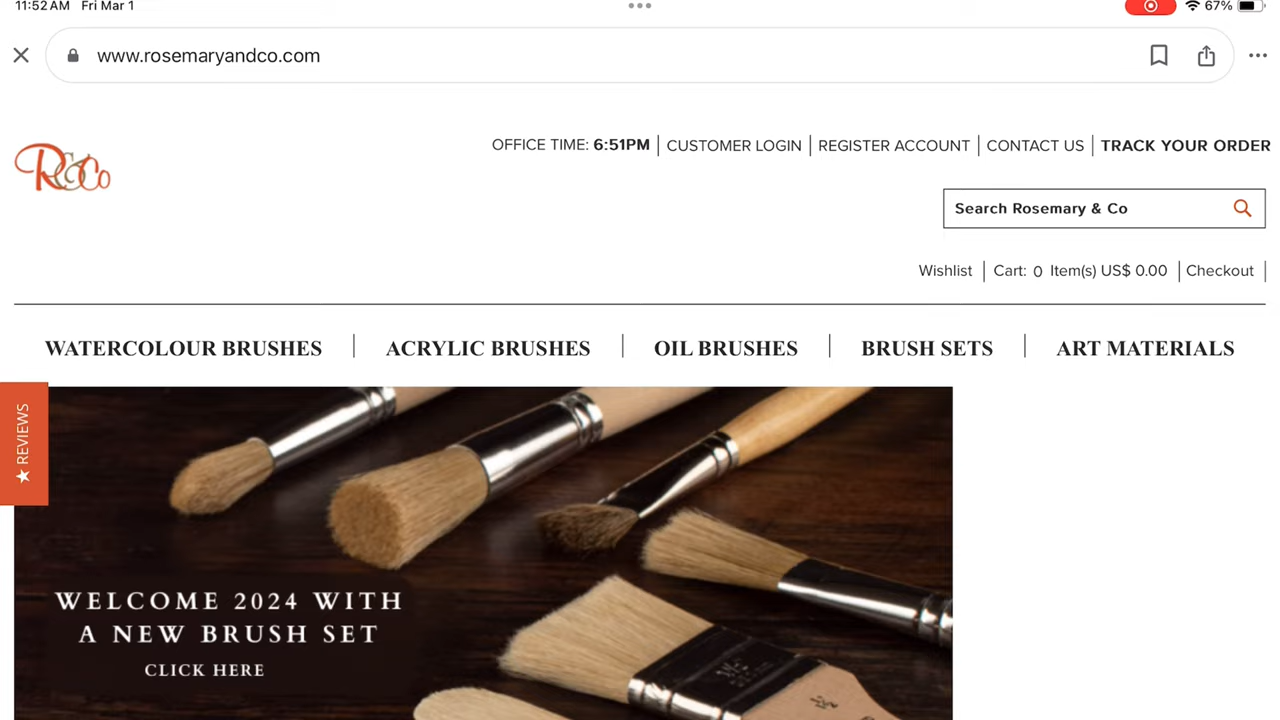 11:52 AM Fri Mar 1
67%
www.rosemaryandco.com
R&Co
OFFICE TIME: 6:51PM | CUSTOMER LOGIN | REGISTER ACCOUNT | CONTACT US | TRACK YOUR ORDER
Search Rosemary & Co
Wishlist | Cart: 0 Item(s) US$ 0.00 | Checkout |
WATERCOLOUR BRUSHES | ACRYLIC BRUSHES | OIL BRUSHES | BRUSH SETS | ART MATERIALS
★ REVIEWS
WELCOME 2024 WITH
A NEW BRUSH SET
CLICK HERE